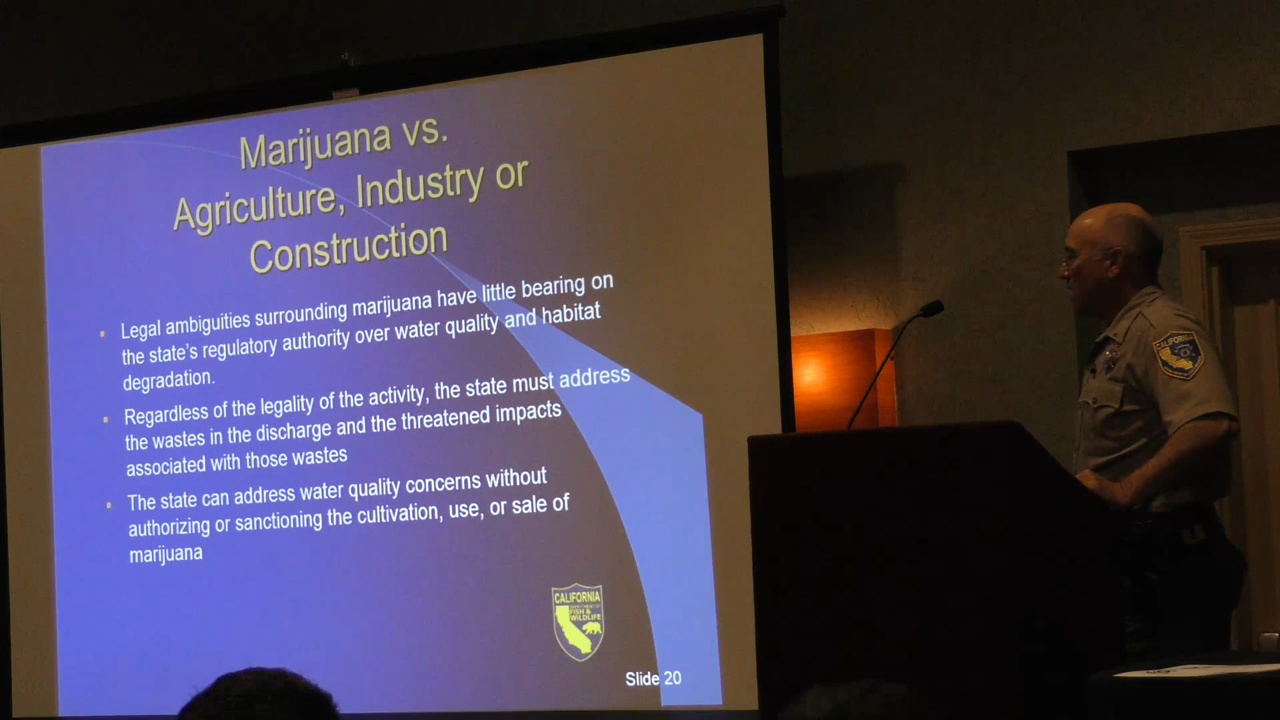 Marijuana vs.
Agriculture, Industry or
Construction
Legal ambiguities surrounding marijuana have little bearing on
the state's regulatory authority over water quality and habitat
degradation.
Regardless of the legality of the activity, the state must address
the wastes in the discharge and the threatened impacts
associated with those wastes
The state can address water quality concerns without
authorizing or sanctioning the cultivation, use, or sale of
marijuana
CALIFORNIA
FISH &
WILDLIFE
Slide 20
CALIFORNIA